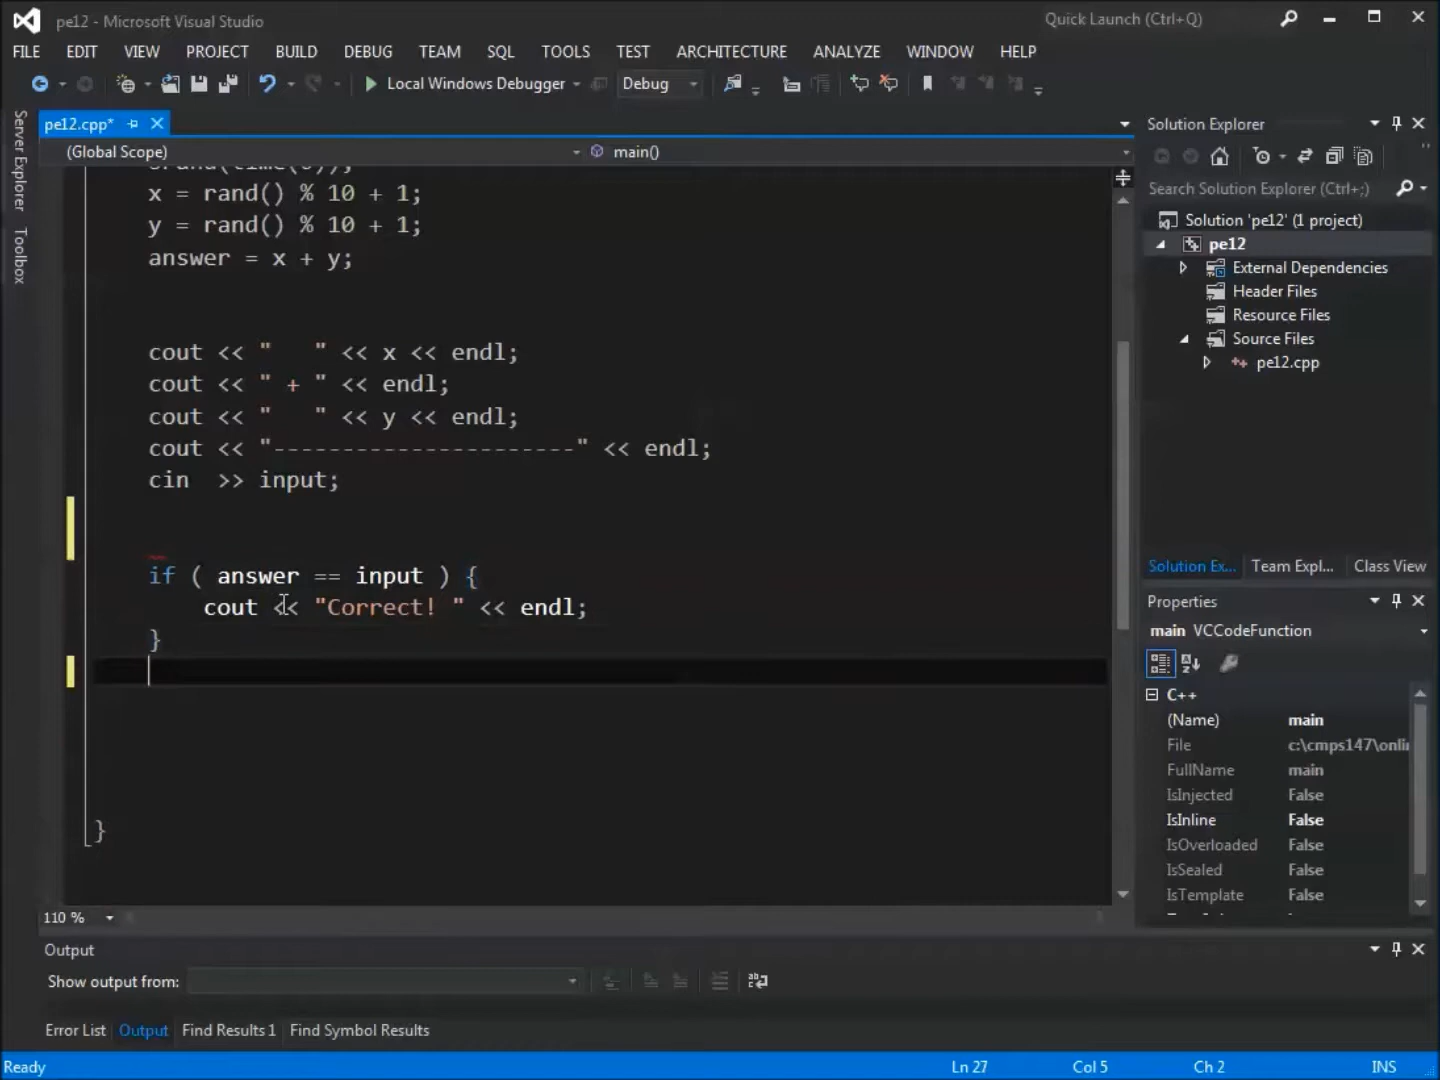 pe12 - Microsoft Visual Studio
Quick Launch (Ctrl+Q)
FILE EDIT VIEW PROJECT BUILD DEBUG TEAM SQL TOOLS TEST ARCHITECTURE ANALYZE WINDOW HELP
Local Windows Debugger Debug
Server Explorer
Toolbox
pe12.cpp*
(Global Scope) main()
srand(time(0));
x = rand() % 10 + 1;
y = rand() % 10 + 1;
answer = x + y;
cout << "   " << x << endl;
cout << " + " << endl;
cout << "   " << y << endl;
cout << "----------------------" << endl;
cin  >> input;
if ( answer == input ) {
cout << "Correct! " << endl;
}
}
110 %
Solution Explorer
Search Solution Explorer (Ctrl+;)
Solution 'pe12' (1 project)
pe12
External Dependencies
Header Files
Resource Files
Source Files
pe12.cpp
Solution Ex... Team Expl... Class View
Properties
main VCCodeFunction
C++
(Name) main
File c:\cmps147\onli
FullName main
IsInjected False
IsInline False
IsOverloaded False
IsSealed False
IsTemplate False
Output
Show output from:
Error List Output Find Results 1 Find Symbol Results
Ready Ln 27 Col 5 Ch 2 INS